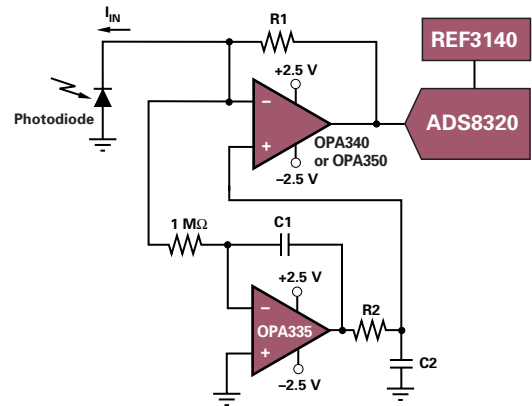 I_IN
R1
REF3140
+2.5 V
Photodiode
−
+
OPA340
or OPA350
ADS8320
−2.5 V
1 MΩ
C1
+2.5 V
−
OPA335
+
R2
−2.5 V
C2